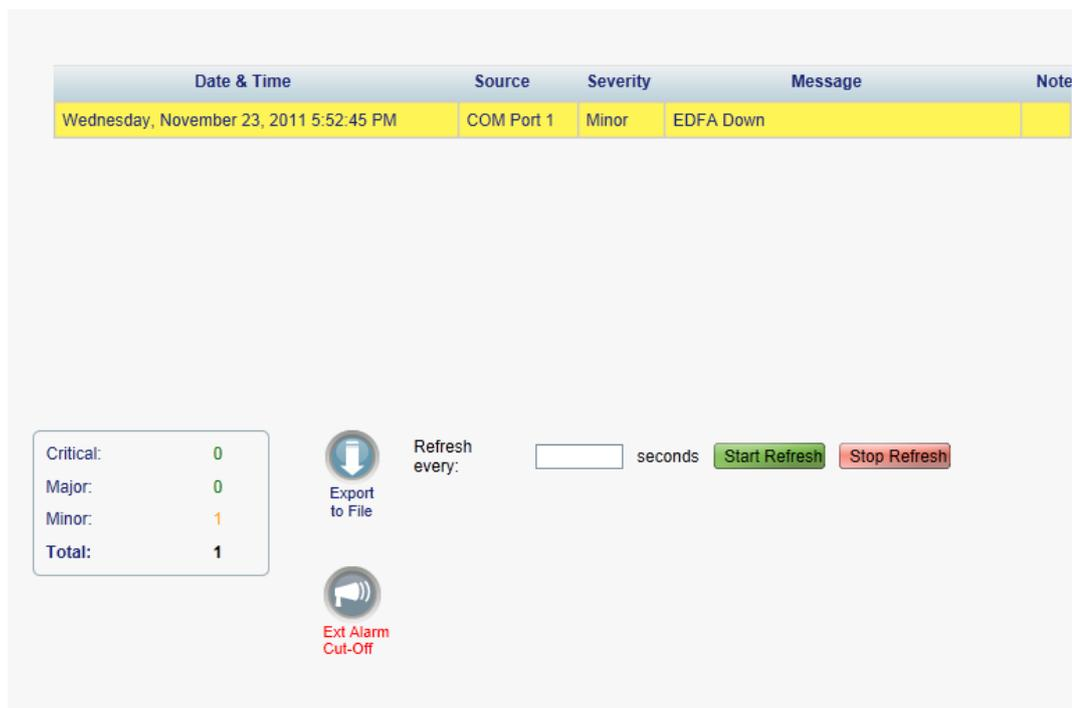 Date & Time Source Severity Message Note
Wednesday, November 23, 2011 5:52:45 PM COM Port 1 Minor EDFA Down
Critical: 0
Major: 0
Minor: 1
Total: 1
Export
to File
Refresh
every:
seconds Start Refresh Stop Refresh
Ext Alarm
Cut-Off